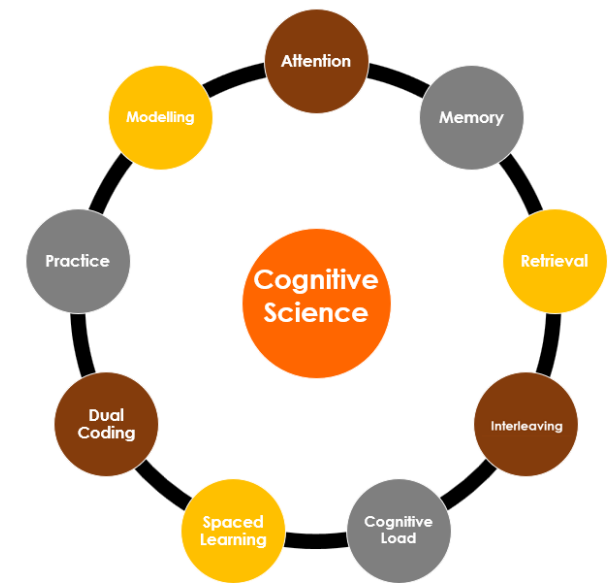 Attention
Memory
Retrieval
Interleaving
Cognitive
Load
Spaced
Learning
Dual
Coding
Practice
Modelling
Cognitive
Science